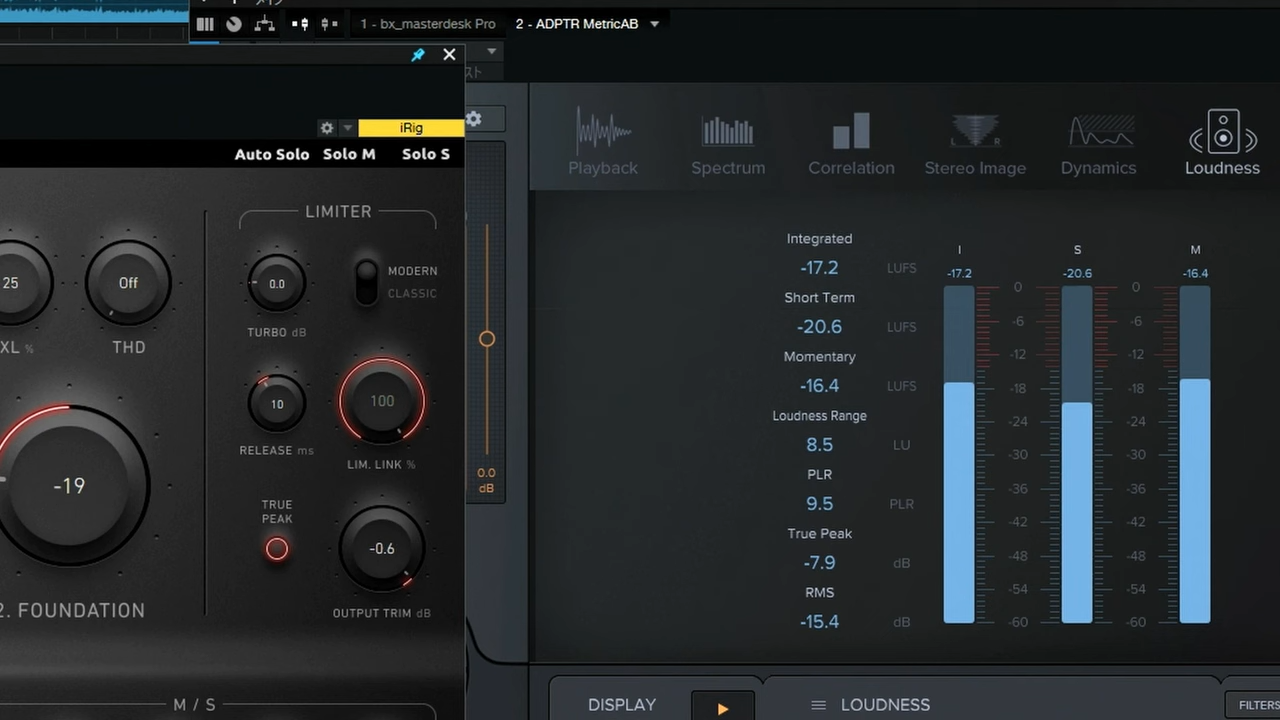 1 - bx_masterdesk Pro
2 - ADPTR MetricAB
iRig
Auto Solo
Solo M
Solo S
LIMITER
25
XL %
Off
THD
0.0
TURBO dB
MODERN
CLASSIC
10
RELEASE ms
100
LIM. LINK %
TRUE
PEAK
-0.6
OUTPUT TRIM dB
-19
2. FOUNDATION
M / S
0.0
dB
Playback
Spectrum
Correlation
L R
Stereo Image
Dynamics
Loudness
Integrated
-17.2 LUFS
Short Term
-20.6 LUFS
Momentary
-16.4 LUFS
Loudness Range
8.5 LU
PLR
9.5 PLR
True Peak
-7.9 dB
RMS
-15.4 dB
I S M
-17.2 -20.6 -16.4
0 0
-6 -6
-12 -12
-18 -18
-24 -24
-30 -30
-36 -36
-42 -42
-48 -48
-54 -54
-60 -60
DISPLAY
LOUDNESS
FILTERS